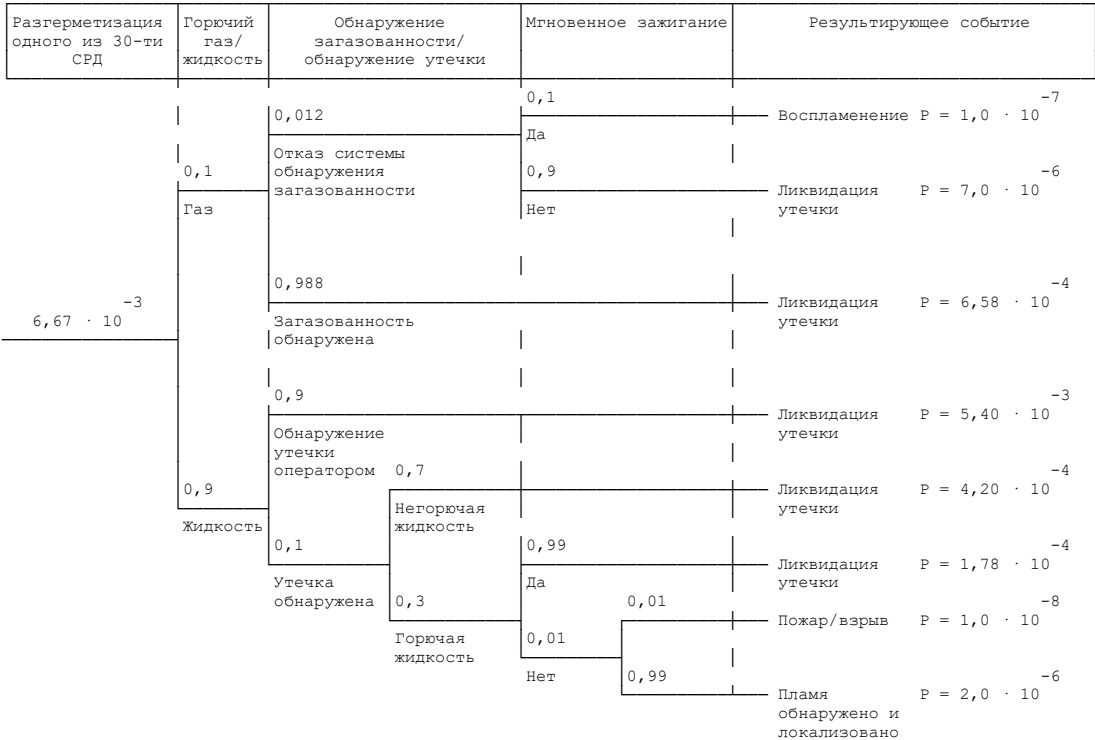 Разгерметизация Горючий Обнаружение Мгновенное зажигание Результирующее событие
одного из 30-ти газ/ загазованности/
СРД жидкость обнаружение утечки
0,1 -7
0,012 Воспламенение P = 1,0 · 10
Да
Отказ системы
0,1 обнаружения 0,9 -6
загазованности Ликвидация P = 7,0 · 10
Газ Нет утечки
0,988 -4
-3 Ликвидация P = 6,58 · 10
6,67 · 10 Загазованность утечки
обнаружена
0,9 -3
Ликвидация P = 5,40 · 10
Обнаружение утечки
утечки
оператором 0,7 -4
0,9 Ликвидация P = 4,20 · 10
Негорючая утечки
Жидкость жидкость
0,1 0,99 -4
Ликвидация P = 1,78 · 10
Утечка Да утечки
обнаружена 0,3 0,01 -8
Пожар/взрыв P = 1,0 · 10
Горючая 0,01
жидкость
Нет 0,99 -6
Пламя P = 2,0 · 10
обнаружено и
локализовано